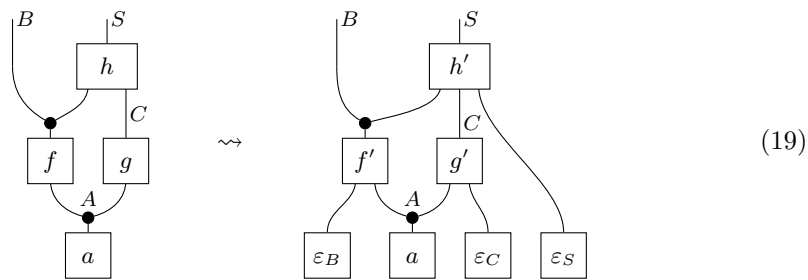 B S B S
h h′
C C
⇝ (19)
f g f′ g′
A A
a ε_B a ε_C ε_S